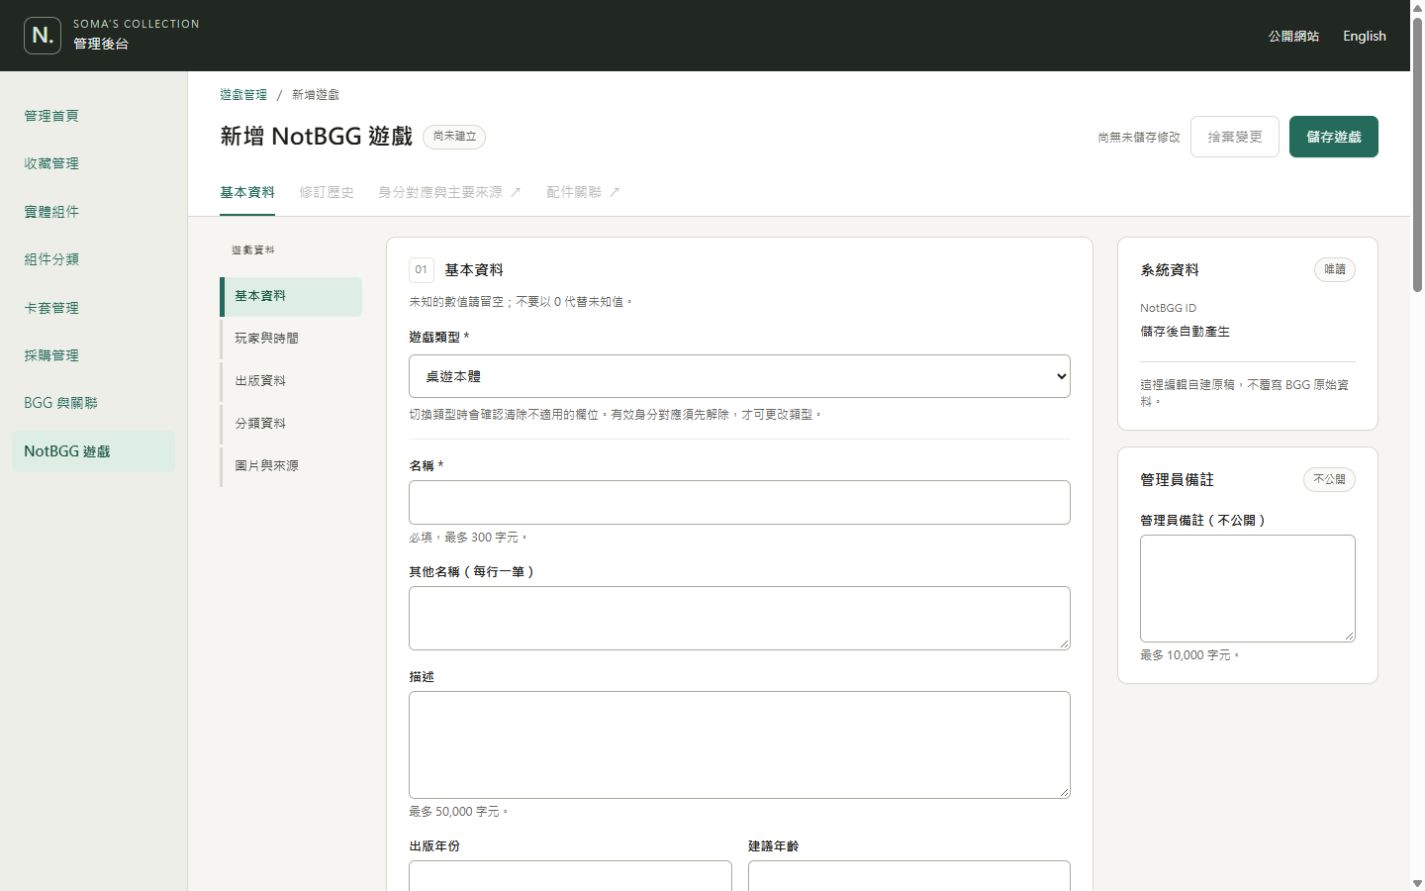 N.
SOMA'S COLLECTION
管理後台
公開網站
English
管理首頁
收藏管理
實體組件
組件分類
卡套管理
採購管理
BGG 與關聯
NotBGG 遊戲
遊戲管理 / 新增遊戲
新增 NotBGG 遊戲
尚未建立
尚無未儲存修改
捨棄變更
儲存遊戲
基本資料
修訂歷史
身分對應與主要來源 ↗
配件關聯 ↗
遊戲資料
基本資料
玩家與時間
出版資料
分類資料
圖片與來源
01
基本資料
未知的數值請留空；不要以 0 代替未知值。
遊戲類型 *
桌遊本體
切換類型時會確認清除不適用的欄位。有效身分對應須先解除，才可更改類型。
名稱 *
必填，最多 300 字元。
其他名稱（每行一筆）
描述
最多 50,000 字元。
出版年份
建議年齡
系統資料
唯讀
NotBGG ID
儲存後自動產生
這裡編輯自建原稿，不覆寫 BGG 原始資
料。
管理員備註
不公開
管理員備註（不公開）
最多 10,000 字元。